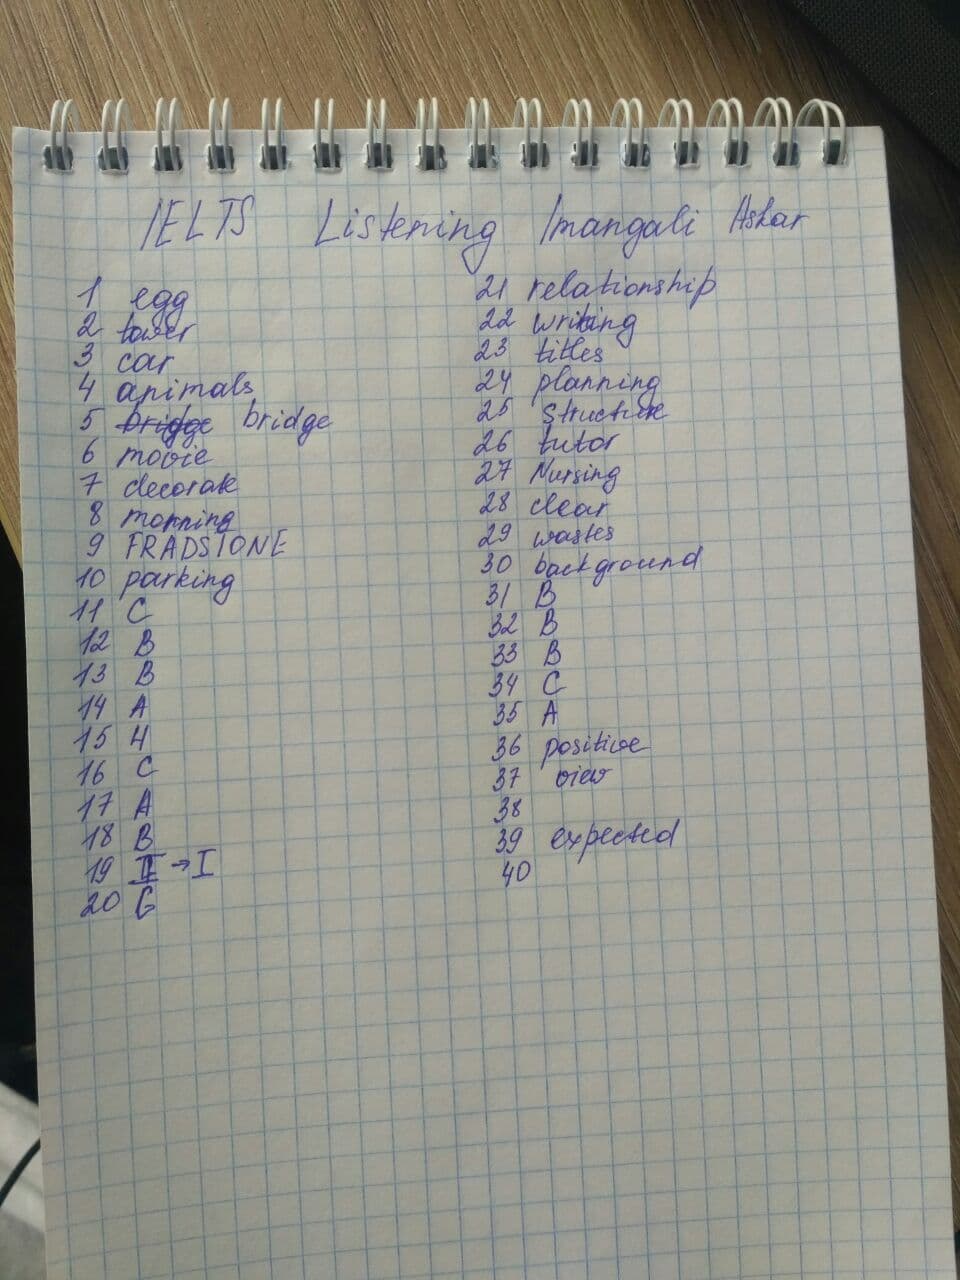 IELTS Listening Imangali Askar
1 egg
2 tower
3 car
4 animals
5 bridge bridge
6 movie
7 decorate
8 morning
9 FRADSTONE
10 parking
11 C
12 B
13 B
14 A
15 H
16 C
17 A
18 B
19 → I
20 G
21 relationship
22 writing
23 titles
24 planning
25 structure
26 tutor
27 Nursing
28 clear
29 wastes
30 background
31 B
32 B
33 B
34 C
35 A
36 positive
37 view
38
39 expected
40